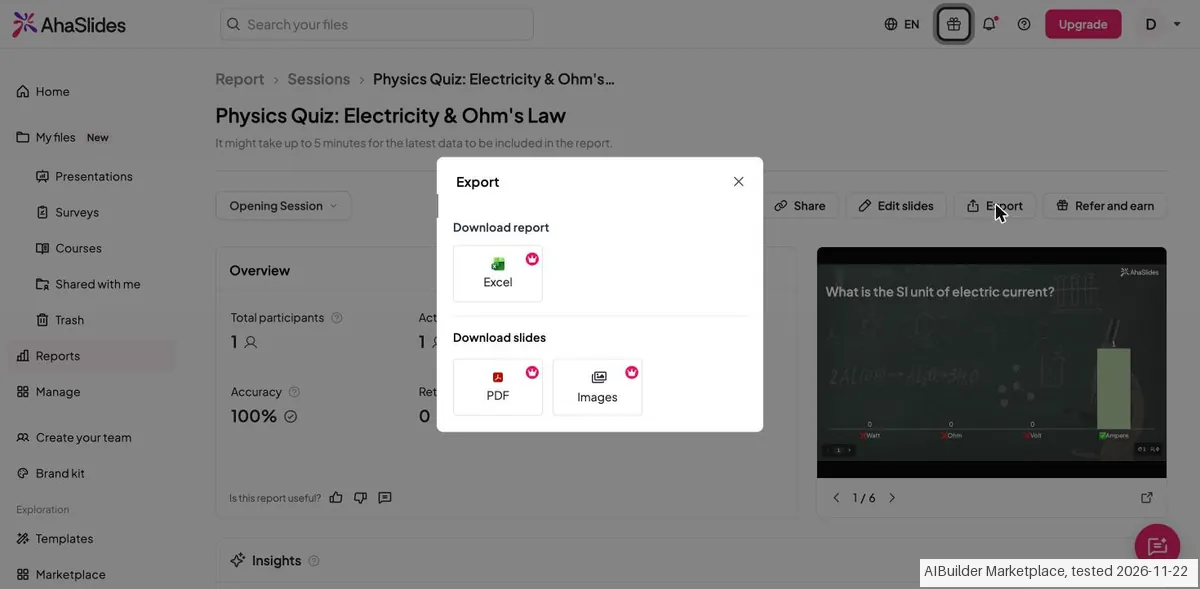 AhaSlides
Search your files
EN
Upgrade
D
Home
My files New
Presentations
Surveys
Courses
Shared with me
Trash
Reports
Manage
Create your team
Brand kit
Exploration
Templates
Marketplace
Report > Sessions > Physics Quiz: Electricity & Ohm's...
Physics Quiz: Electricity & Ohm's Law
It might take up to 5 minutes for the latest data to be included in the report.
Opening Session
Share
Edit slides
Export
Refer and earn
Overview
Total participants
1
Act
1
Accuracy
100%
Ret
0
Is this report useful?
Insights
Export
Download report
Excel
Download slides
PDF
Images
AhaSlides
What is the SI unit of electric current?
1
0
0
0
Watt
Ohm
Volt
Ampere
1
1 / 6
AIBuilder Marketplace, tested 2026-11-22